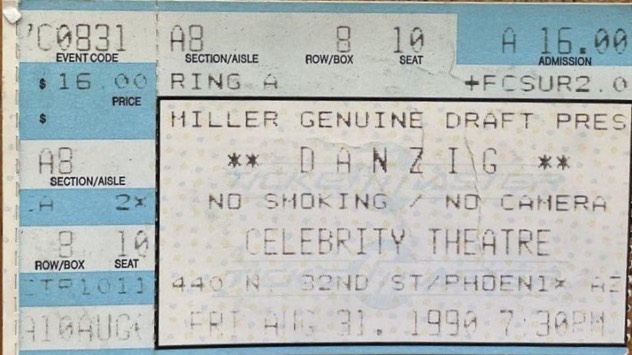 C0831
EVENT CODE
$ 16.00
PRICE
$
A8
SECTION/AISLE
2X
8 10
ROW/BOX SEAT
A10AUG
A8 8 10 A 16.00
SECTION/AISLE ROW/BOX SEAT ADMISSION
RING A +FCSUR2.0
MILLER GENUINE DRAFT PRES
** DANZIG **
NO SMOKING / NO CAMERA
CELEBRITY THEATRE
440 N. 32ND ST/PHOENIX AZ
FRI AUG 31, 1990 7:30PM